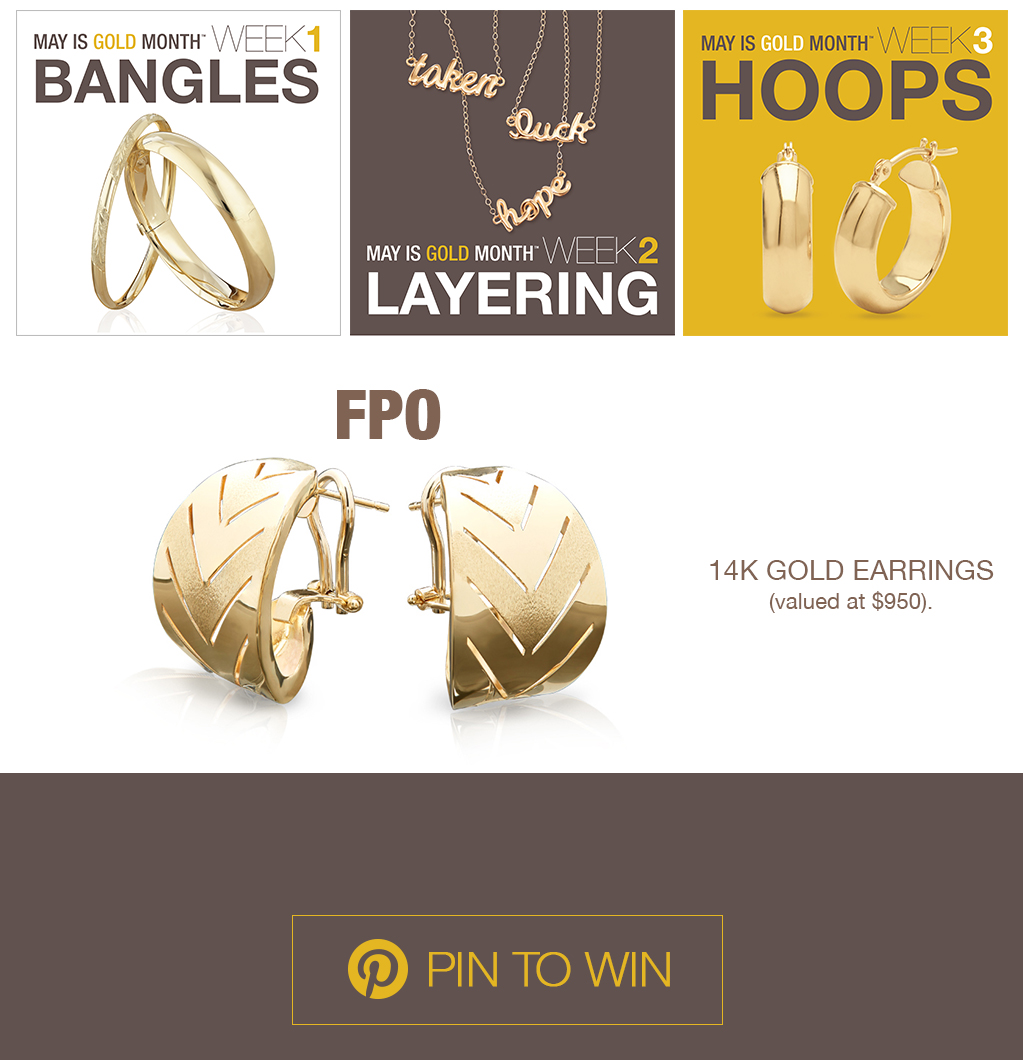 MAY IS GOLD MONTH™ WEEK1
BANGLES
taken
luck
hope
MAY IS GOLD MONTH™ WEEK2
LAYERING
MAY IS GOLD MONTH™ WEEK3
HOOPS
FPO
14K GOLD EARRINGS
(valued at $950).
PIN TO WIN